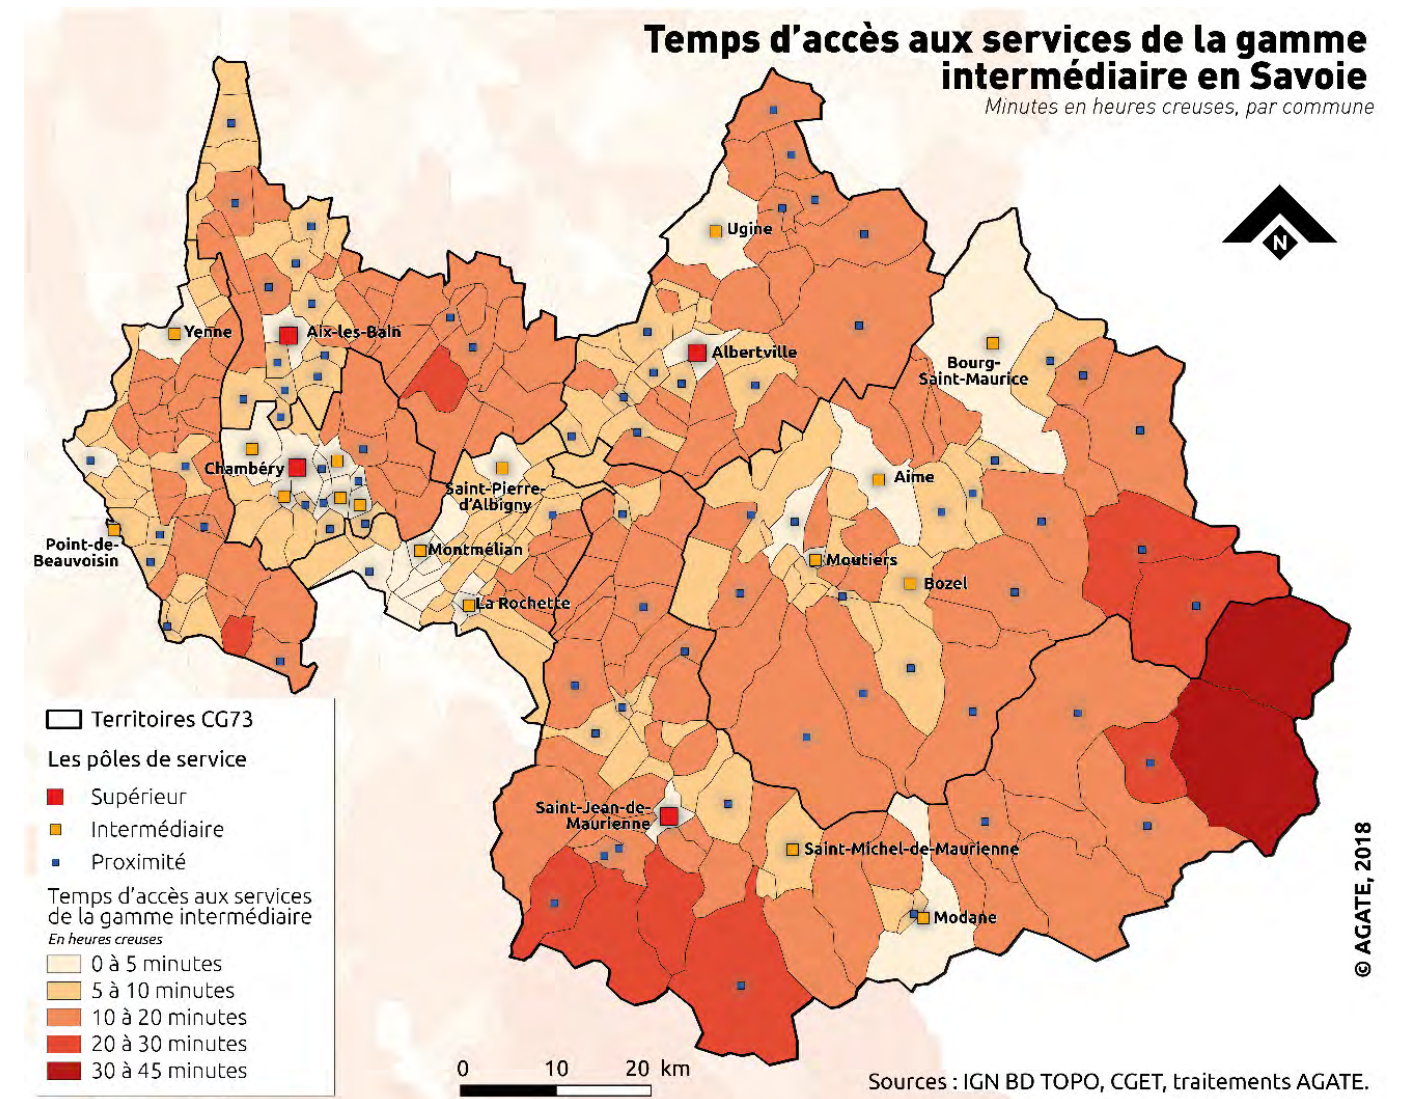 Temps d'accès aux services de la gamme
intermédiaire en Savoie
Minutes en heures creuses, par commune
N
Ugine
Yenne
Aix-les-Bain
Albertville
Bourg-
Saint-Maurice
Chambéry
Aime
Saint-Pierre-
d'Albigny
Point-de-
Beauvoisin
Montmélian
Moutiers
Bozel
La Rochette
Saint-Jean-de-
Maurienne
Saint-Michel-de-Maurienne
Modane
Territoires CG73
Les pôles de service
Supérieur
Intermédiaire
Proximité
Temps d'accès aux services
de la gamme intermédiaire
En heures creuses
0 à 5 minutes
5 à 10 minutes
10 à 20 minutes
20 à 30 minutes
30 à 45 minutes
0 10 20 km
© AGATE, 2018
Sources : IGN BD TOPO, CGET, traitements AGATE.